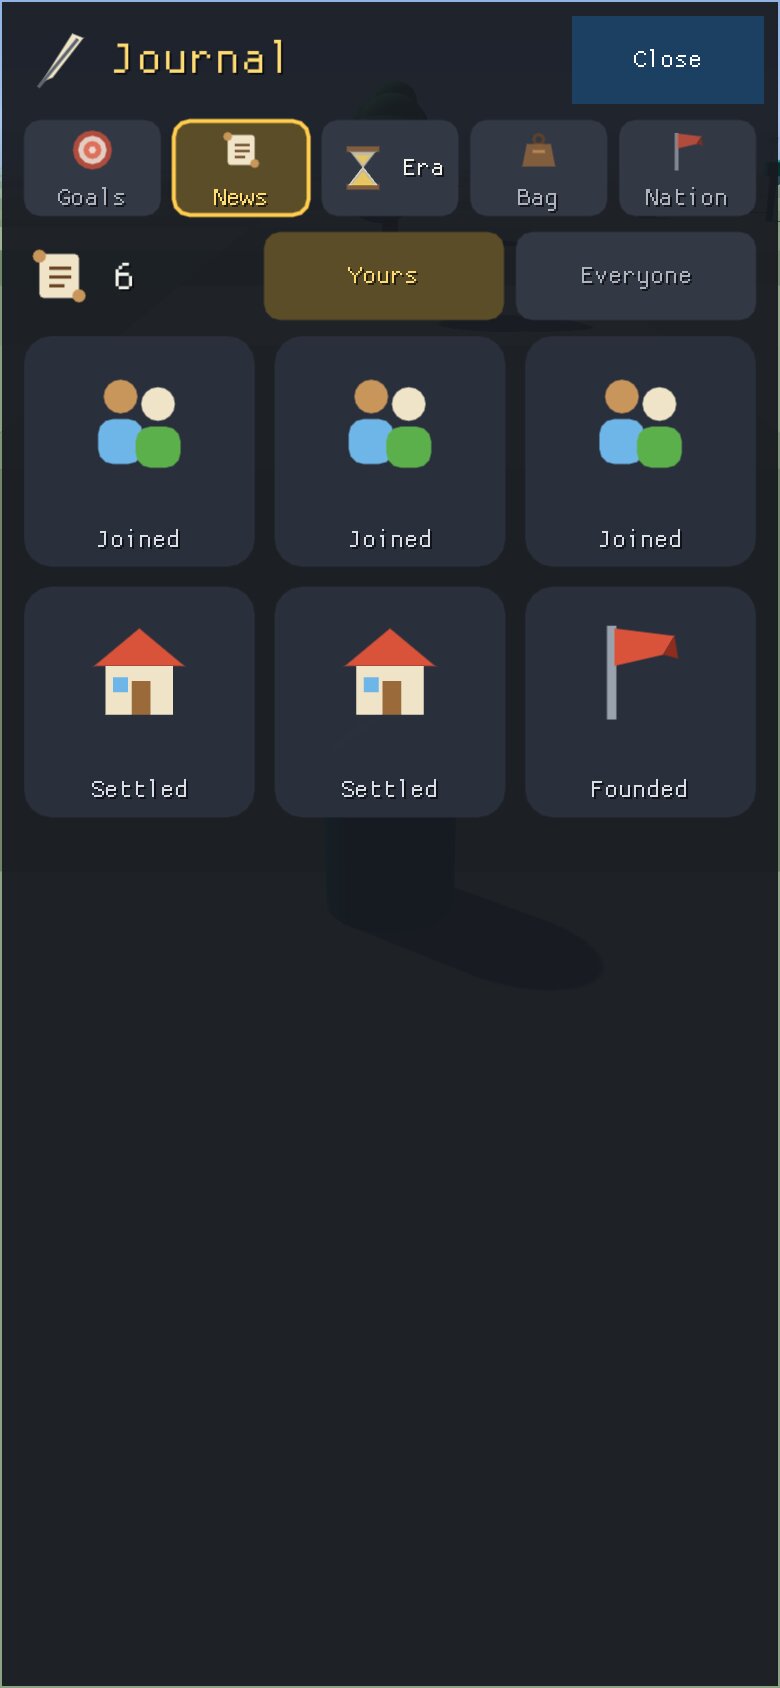 Journal
Close
Goals
News
Era
Bag
Nation
6
Yours
Everyone
Joined
Joined
Joined
Settled
Settled
Founded